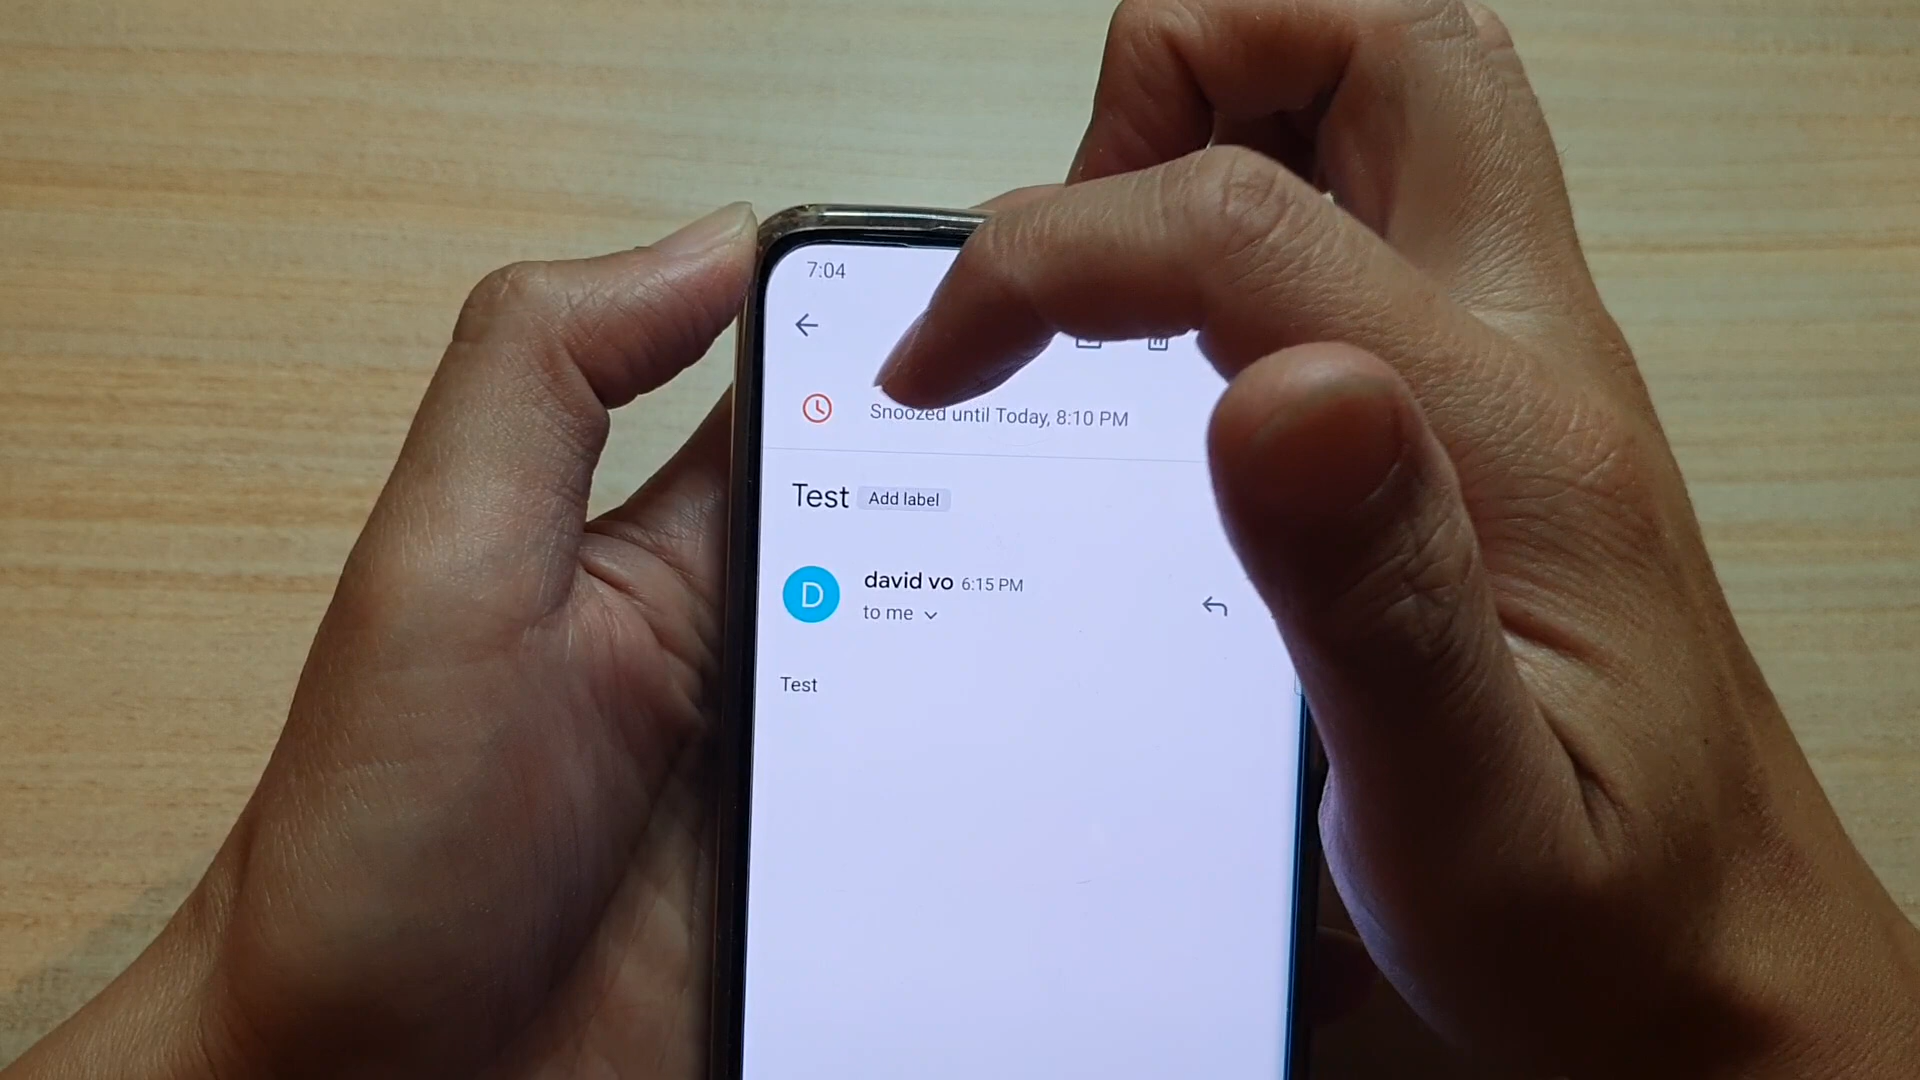 7:04
Snoozed until Today, 8:10 PM
Test Add label
D
david vo 6:15 PM
to me
Test